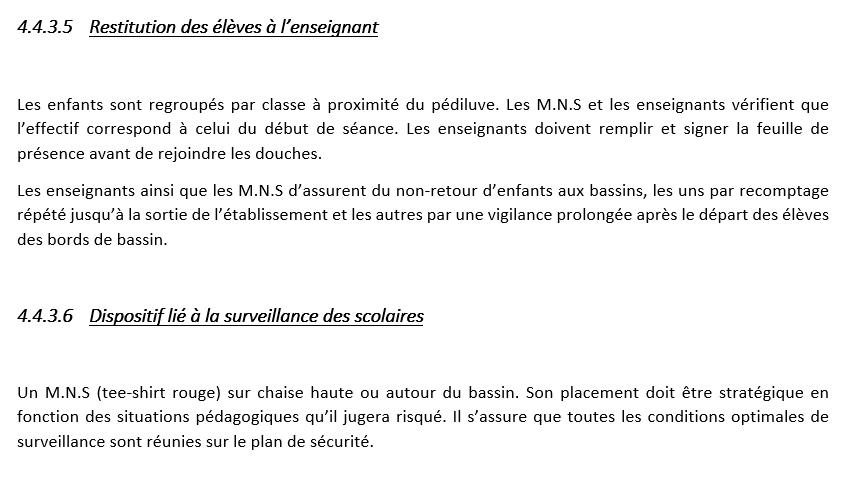 4.4.3.5 Restitution des élèves à l’enseignant
Les enfants sont regroupés par classe à proximité du pédiluve. Les M.N.S et les enseignants vérifient que
l’effectif correspond à celui du début de séance. Les enseignants doivent remplir et signer la feuille de
présence avant de rejoindre les douches.
Les enseignants ainsi que les M.N.S d’assurent du non-retour d’enfants aux bassins, les uns par recomptage
répété jusqu’à la sortie de l’établissement et les autres par une vigilance prolongée après le départ des élèves
des bords de bassin.
4.4.3.6 Dispositif lié à la surveillance des scolaires
Un M.N.S (tee-shirt rouge) sur chaise haute ou autour du bassin. Son placement doit être stratégique en
fonction des situations pédagogiques qu’il jugera risqué. Il s’assure que toutes les conditions optimales de
surveillance sont réunies sur le plan de sécurité.